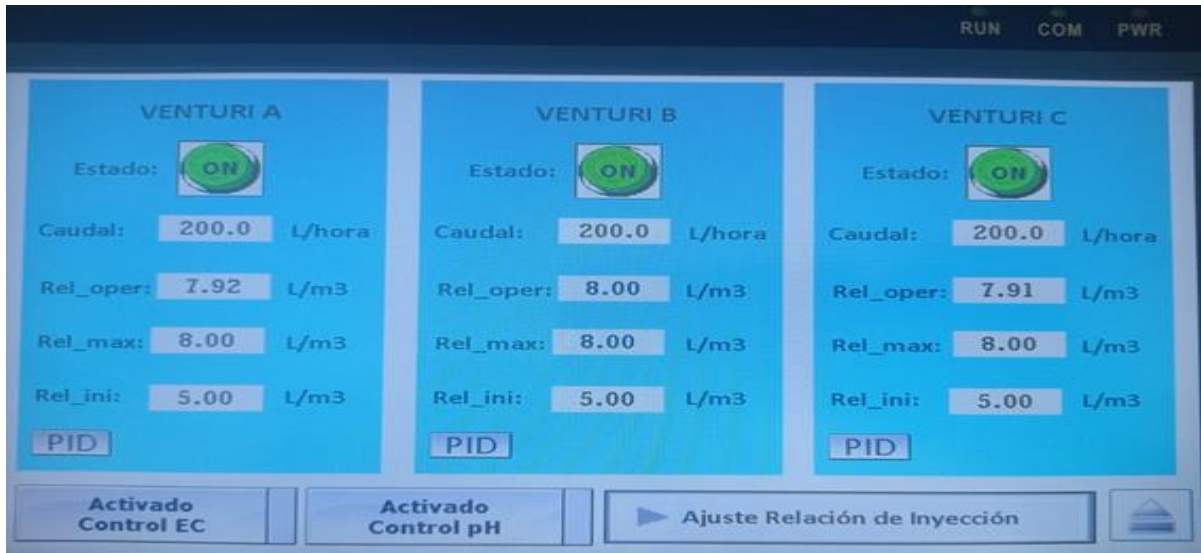 RUN COM PWR
VENTURI A
Estado: ON
Caudal: 200.0 L/hora
Rel_oper: 7.92 L/m3
Rel_max: 8.00 L/m3
Rel_ini: 5.00 L/m3
PID
VENTURI B
Estado: ON
Caudal: 200.0 L/hora
Rel_oper: 8.00 L/m3
Rel_max: 8.00 L/m3
Rel_ini: 5.00 L/m3
PID
VENTURI C
Estado: ON
Caudal: 200.0 L/hora
Rel_oper: 7.91 L/m3
Rel_max: 8.00 L/m3
Rel_ini: 5.00 L/m3
PID
Activado
Control EC
Activado
Control pH
Ajuste Relación de Inyección